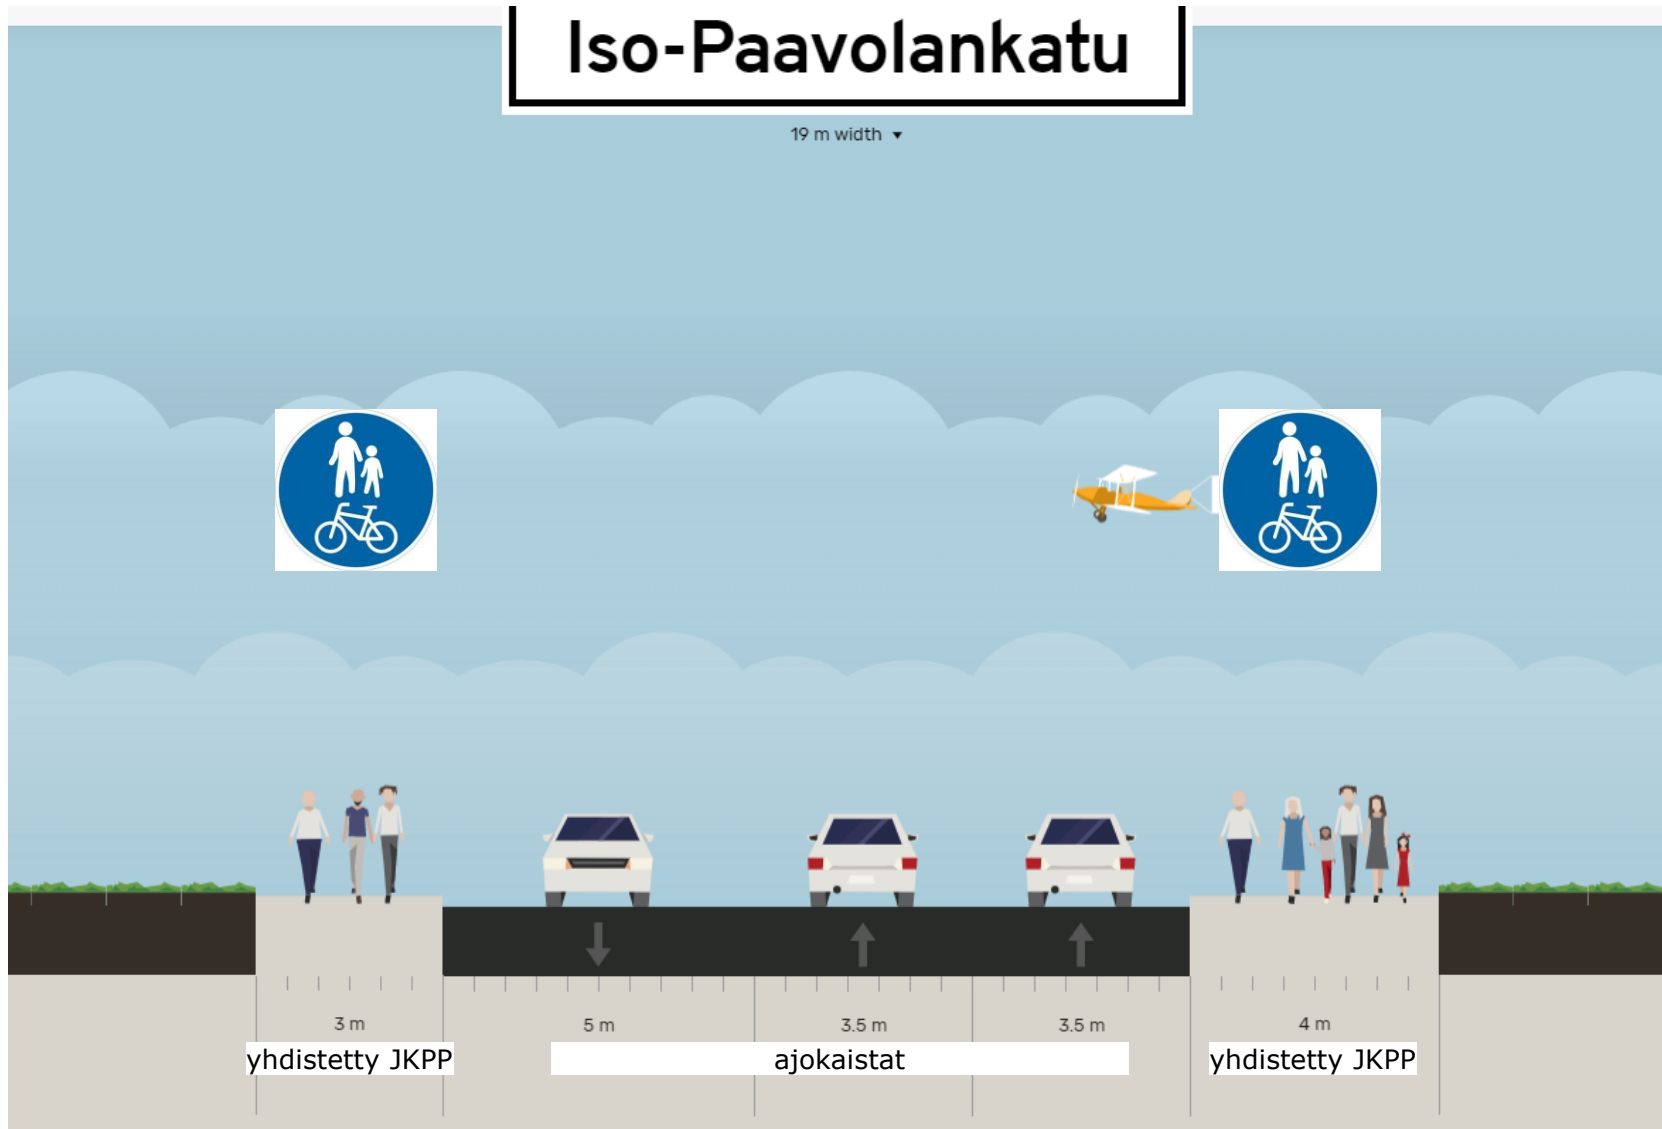 Iso-Paavolankatu
19 m width ▾
3 m
5 m
3.5 m
3.5 m
4 m
yhdistetty JKPP
ajokaistat
yhdistetty JKPP